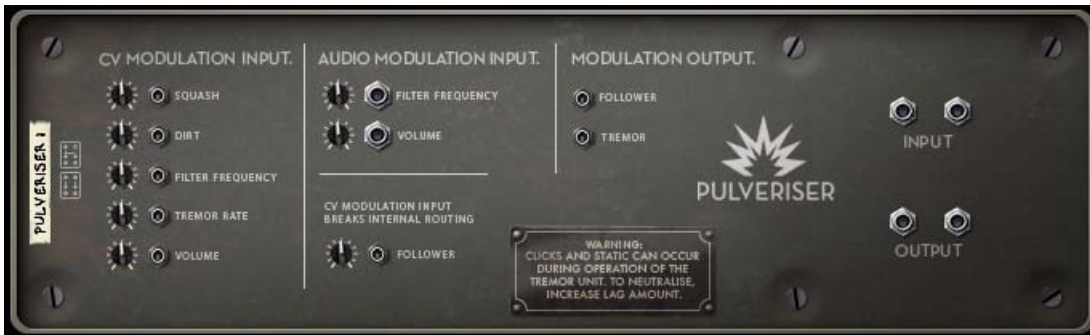 CV MODULATION INPUT.
SQUASH
DIRT
FILTER FREQUENCY
TREMOR RATE
VOLUME
AUDIO MODULATION INPUT.
FILTER FREQUENCY
VOLUME
CV MODULATION INPUT
BREAKS INTERNAL ROUTING
FOLLOWER
MODULATION OUTPUT.
FOLLOWER
TREMOR
PULVERISER
WARNING:
CLICKS AND STATIC CAN OCCUR
DURING OPERATION OF THE
TREMOR UNIT. TO NEUTRALISE,
INCREASE LAG AMOUNT.
INPUT
OUTPUT
PULVERISER 1